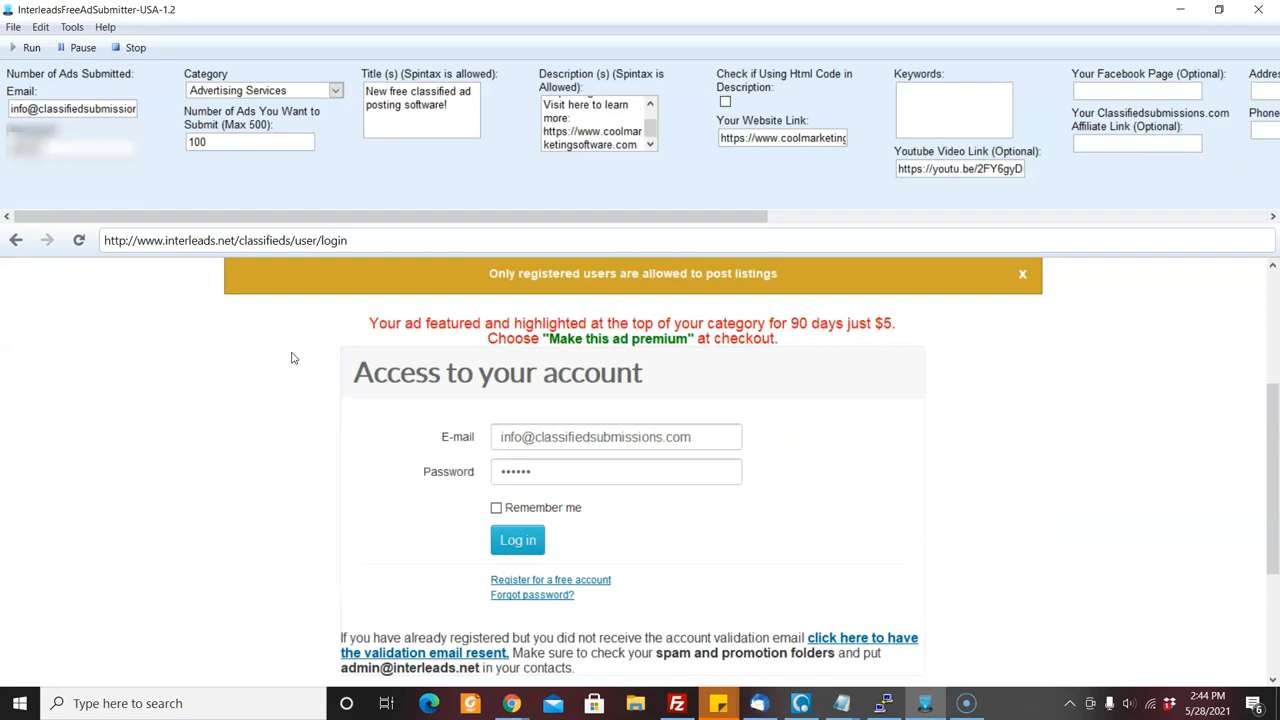 InterleadsFreeAdSubmitter-USA-1.2
File Edit Tools Help
Run Pause Stop
Number of Ads Submitted:
Email:
info@classifiedsubmission
Category
Advertising Services
Number of Ads You Want to
Submit (Max 500):
100
Title (s) (Spintax is allowed):
New free classified ad
posting software!
Description (s) (Spintax is
Allowed):
Visit here to learn
more:
https://www.coolmar
ketingsoftware.com
Check if Using Html Code in
Description:
Your Website Link:
https://www.coolmarketing
Keywords:
Youtube Video Link (Optional):
https://youtu.be/2FY6gyD
Your Facebook Page (Optional):
Your Classifiedsubmissions.com
Affiliate Link (Optional):
http://www.interleads.net/classifieds/user/login
Only registered users are allowed to post listings
x
Your ad featured and highlighted at the top of your category for 90 days just $5.
Choose "Make this ad premium" at checkout.
Access to your account
E-mail info@classifiedsubmissions.com
Password ••••••
Remember me
Log in
Register for a free account
Forgot password?
If you have already registered but you did not receive the account validation email click here to have
the validation email resent. Make sure to check your spam and promotion folders and put
admin@interleads.net in your contacts.
Type here to search
2:44 PM
5/28/2021
6